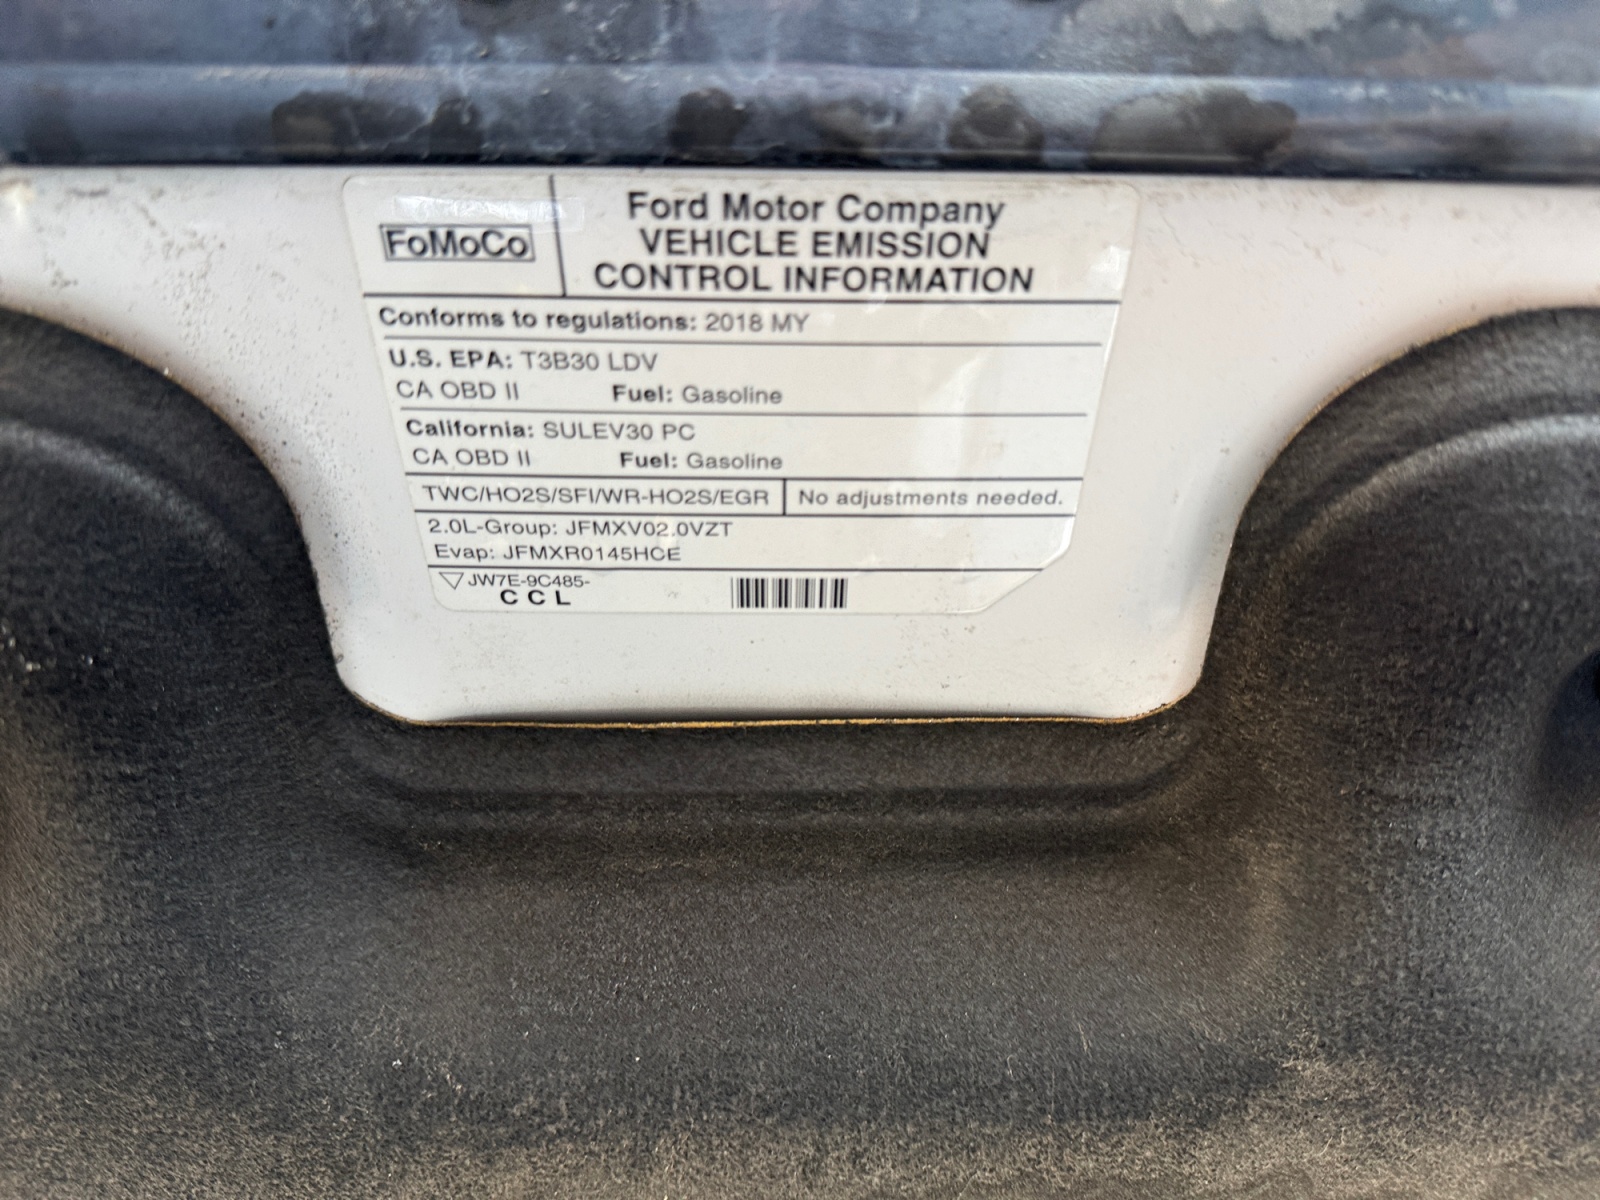 FoMoCo
Ford Motor Company
VEHICLE EMISSION
CONTROL INFORMATION
Conforms to regulations: 2018 MY
U.S. EPA: T3B30 LDV
CA OBD II Fuel: Gasoline
California: SULEV30 PC
CA OBD II Fuel: Gasoline
TWC/HO2S/SFI/WR-HO2S/EGR No adjustments needed.
2.0L-Group: JFMXV02.0VZT
Evap: JFMXR0145HCE
JW7E-9C485-
CCL